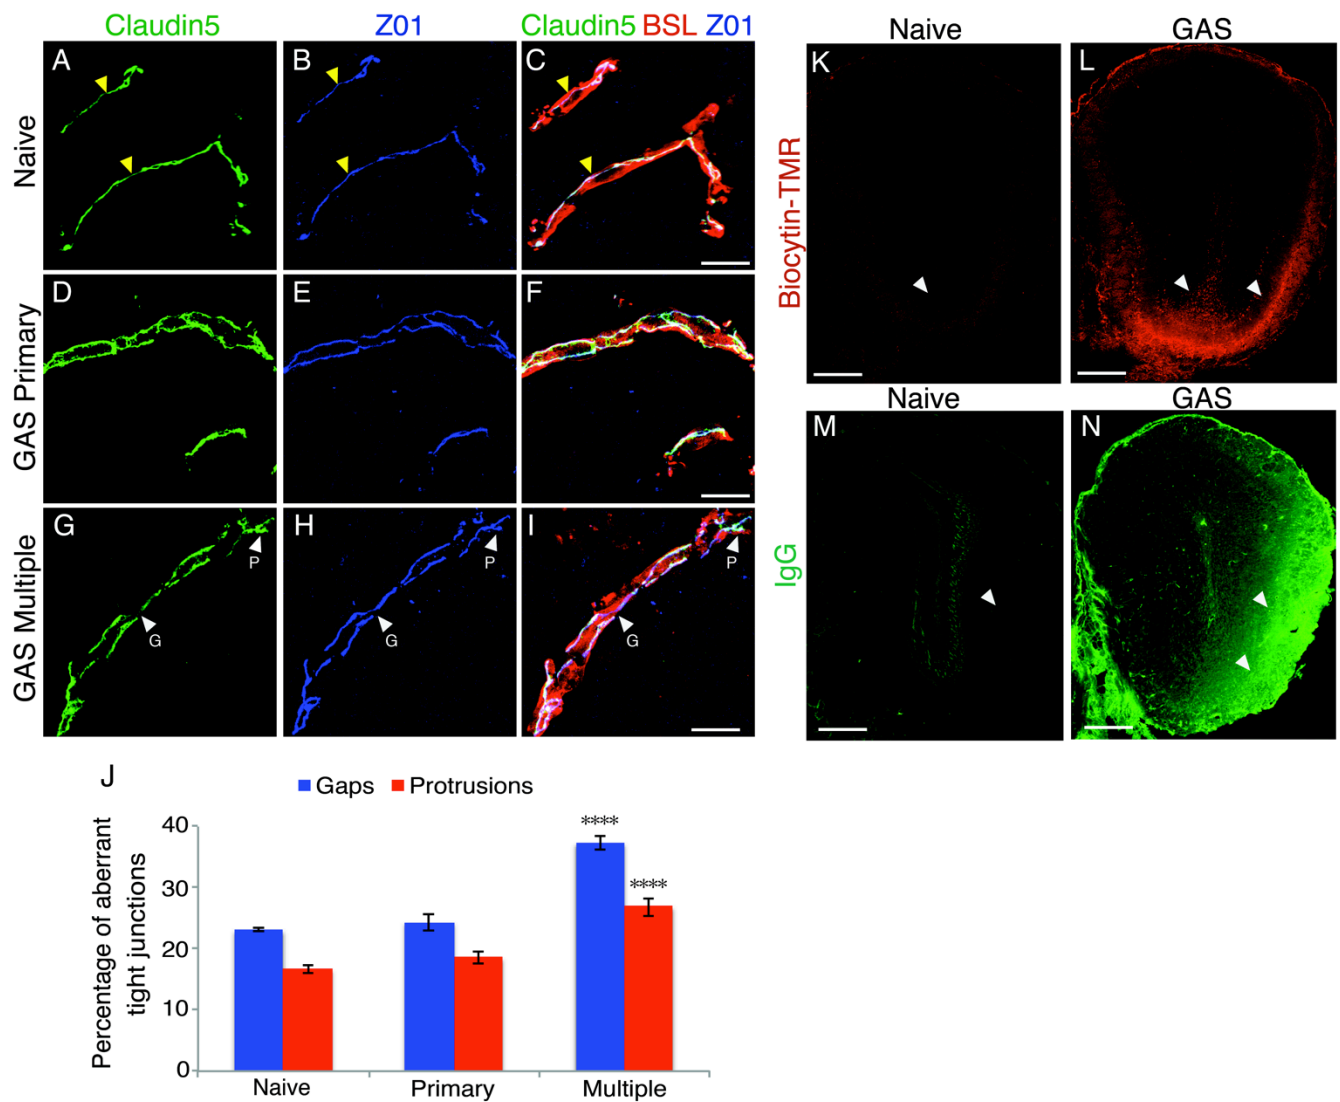 Claudin5
Z01
Claudin5 BSL Z01
Naive
A
B
C
GAS Primary
D
E
F
GAS Multiple
G
P
G
H
P
G
I
P
G
Naive
GAS
Biocytin-TMR
K
L
Naive
GAS
IgG
M
N
J
Gaps
Protrusions
Percentage of aberrant
tight junctions
40
30
20
10
0
****
****
Naive
Primary
Multiple